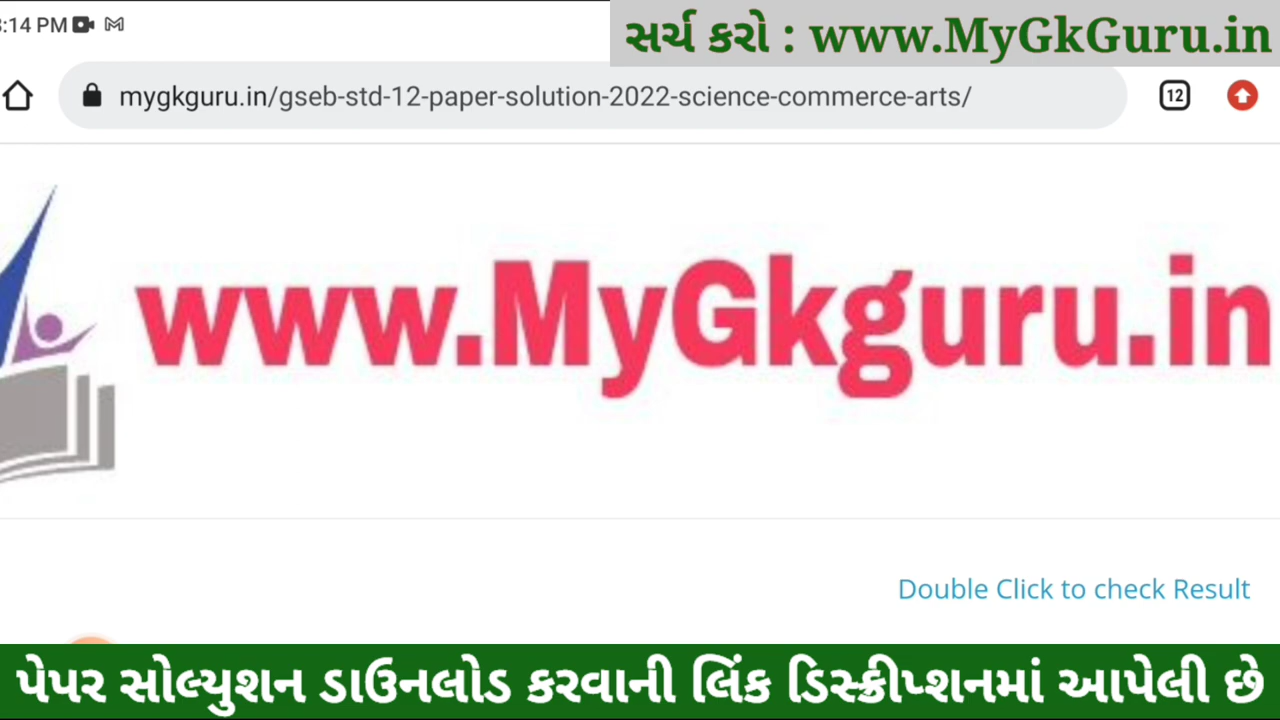 :14 PM
સર્ચ કરો : www.MyGkGuru.in
mygkguru.in/gseb-std-12-paper-solution-2022-science-commerce-arts/
12
www.MyGkguru.in
Double Click to check Result
પેપર સોલ્યુશન ડાઉનલોડ કરવાની લિંક ડિસ્ક્રીપ્શનમાં આપેલી છે